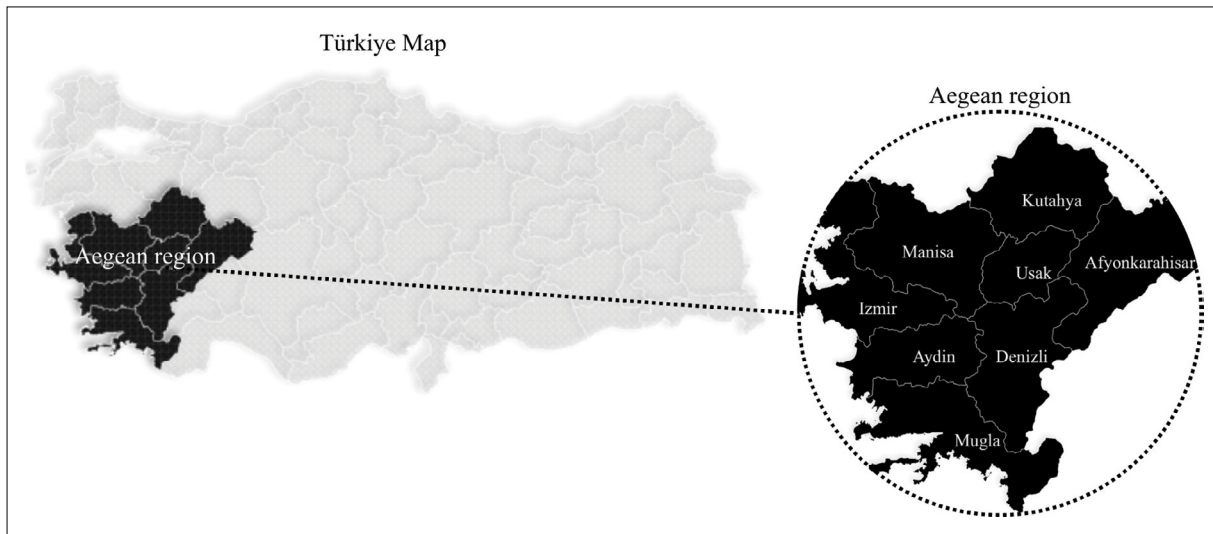 Türkiye Map
Aegean region
Aegean region
Kutahya
Manisa
Afyonkarahisar
Usak
Izmir
Aydin
Denizli
Mugla